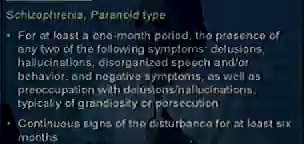 Schizophrenia, Paranoid type
• For at least a one-month period, the presence of
any two of the following symptoms: delusions,
hallucinations, disorganized speech and/or
behavior, and negative symptoms, as well as
preoccupation with delusions/hallucinations,
typically of grandiosity or persecution
• Continuous signs of the disturbance for at least six
months